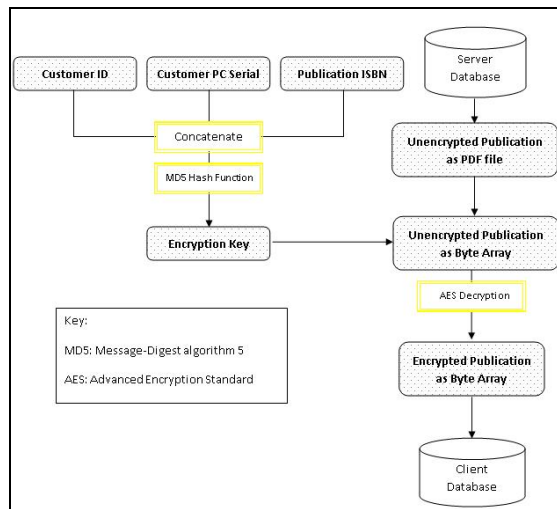 Customer ID
Customer PC Serial
Publication ISBN
Server
Database
Concatenate
MD5 Hash Function
Encryption Key
Unencrypted Publication
as PDF file
Unencrypted Publication
as Byte Array
AES Decryption
Encrypted Publication
as Byte Array
Client
Database
Key:
MD5: Message-Digest algorithm 5
AES: Advanced Encryption Standard